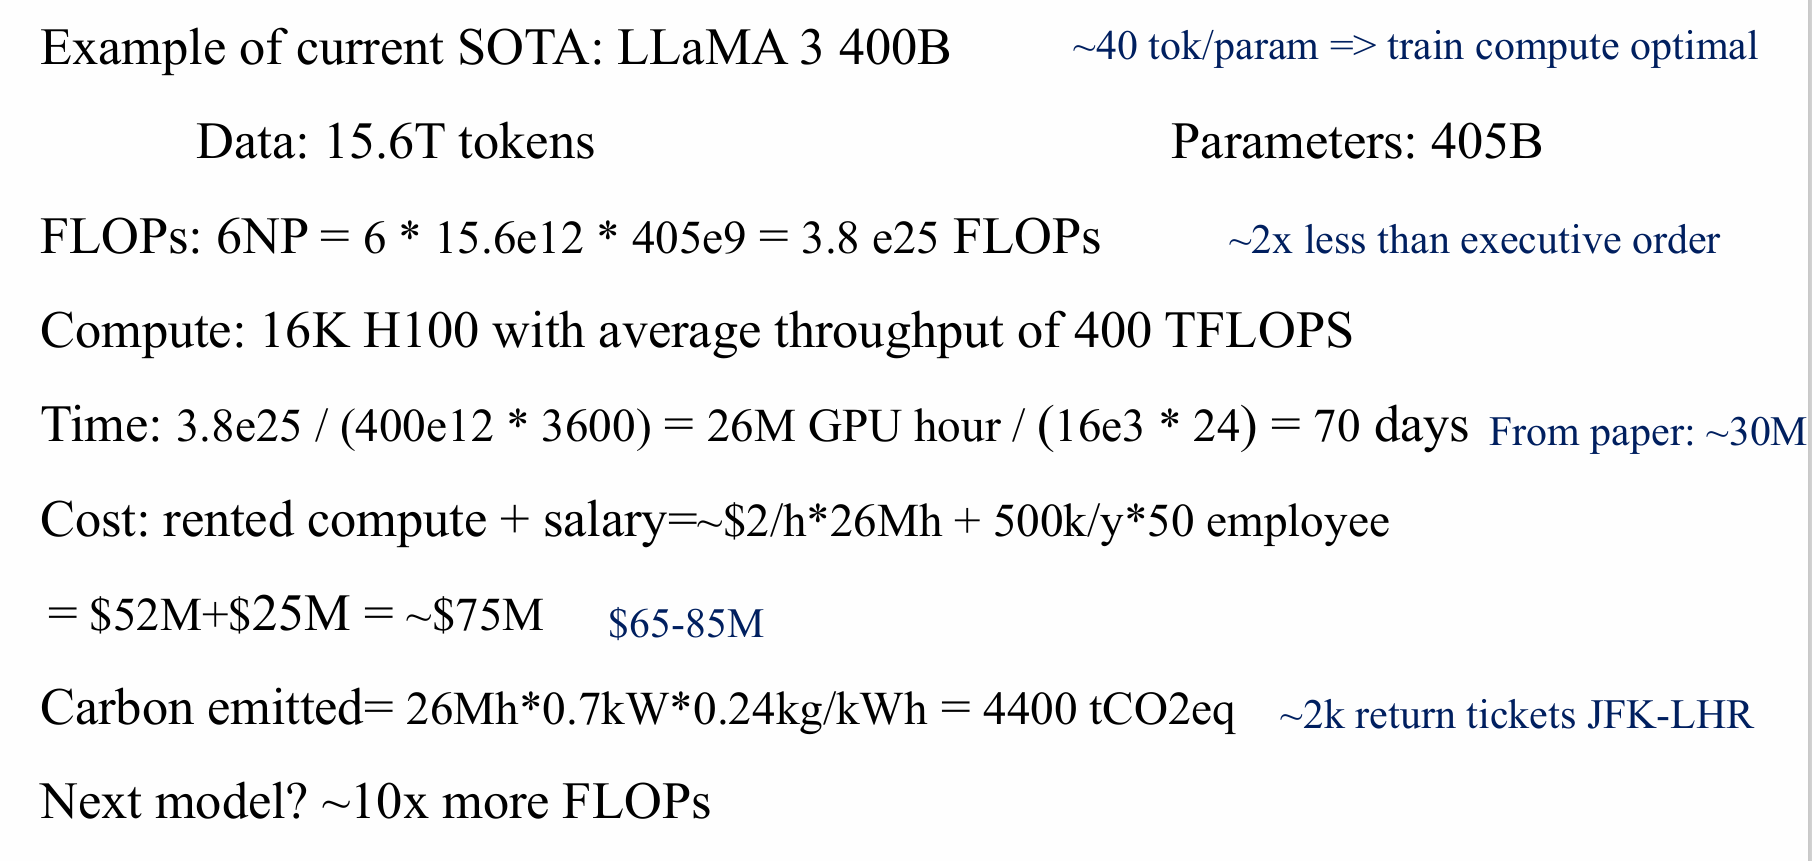 Example of current SOTA: LLaMA 3 400B ~40 tok/param => train compute optimal
Data: 15.6T tokens Parameters: 405B
FLOPs: 6NP = 6 * 15.6e12 * 405e9 = 3.8 e25 FLOPs ~2x less than executive order
Compute: 16K H100 with average throughput of 400 TFLOPS
Time: 3.8e25 / (400e12 * 3600) = 26M GPU hour / (16e3 * 24) = 70 days From paper: ~30M
Cost: rented compute + salary=~$2/h*26Mh + 500k/y*50 employee
= $52M+$25M = ~$75M $65-85M
Carbon emitted= 26Mh*0.7kW*0.24kg/kWh = 4400 tCO2eq ~2k return tickets JFK-LHR
Next model? ~10x more FLOPs